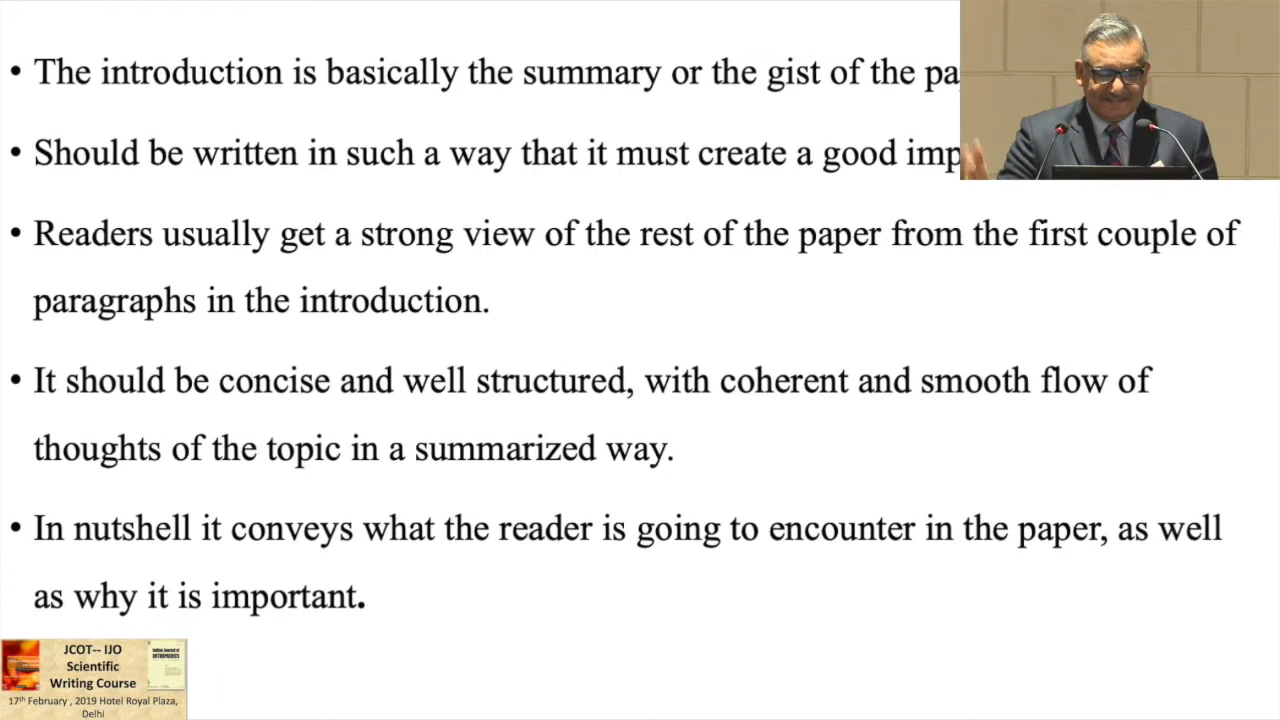 • The introduction is basically the summary or the gist of the
• Should be written in such a way that it must create a good
• Readers usually get a strong view of the rest of the paper from the first couple of
paragraphs in the introduction.
• It should be concise and well structured, with coherent and smooth flow of
thoughts of the topic in a summarized way.
• In nutshell it conveys what the reader is going to encounter in the paper, as well
as why it is important.
JCOT-- IJO
Scientific
Writing Course
17th February , 2019 Hotel Royal Plaza,
Delhi
Indian Journal of
ORTHOPAEDICS